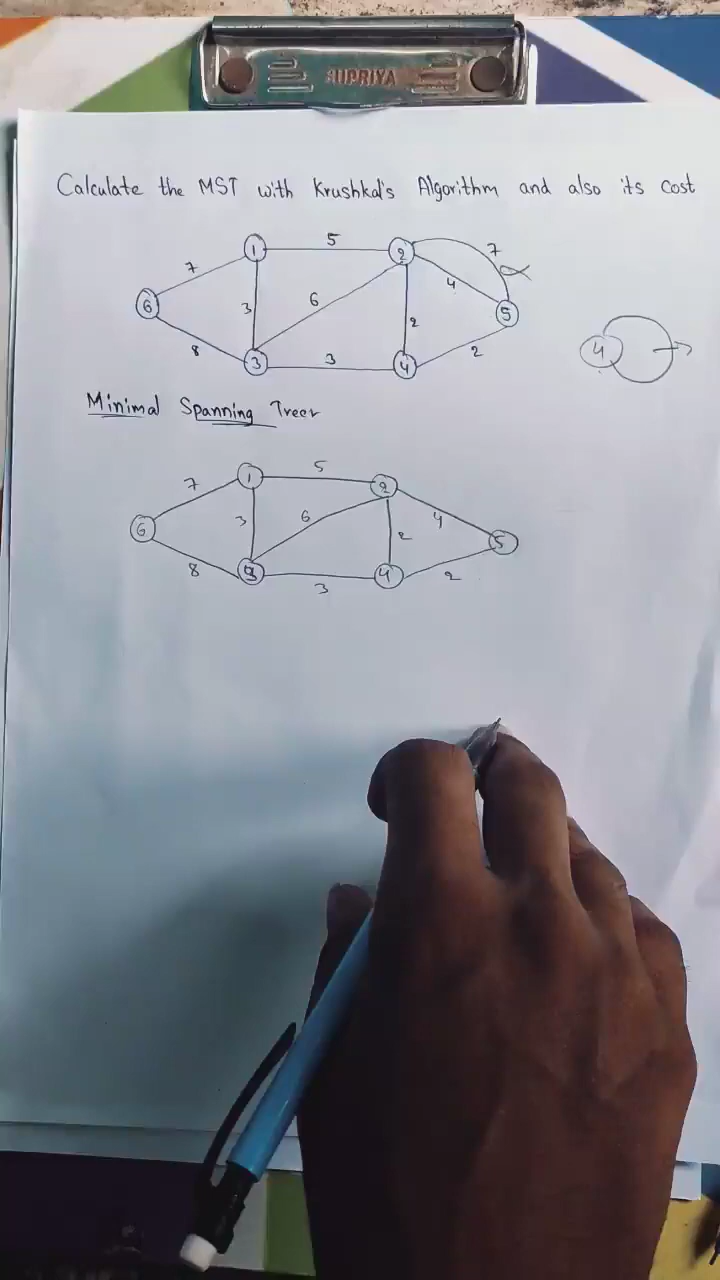 SUPRIYA
Calculate the MST with Krushkal's Algorithm and also its cost
1 5 2 7
7 3 6 4
6 2 5
8 3 3 4 2
4
Minimal Spanning Tree
7 1 5 2
6 3 6 2 4 5
8 3 3 4 2